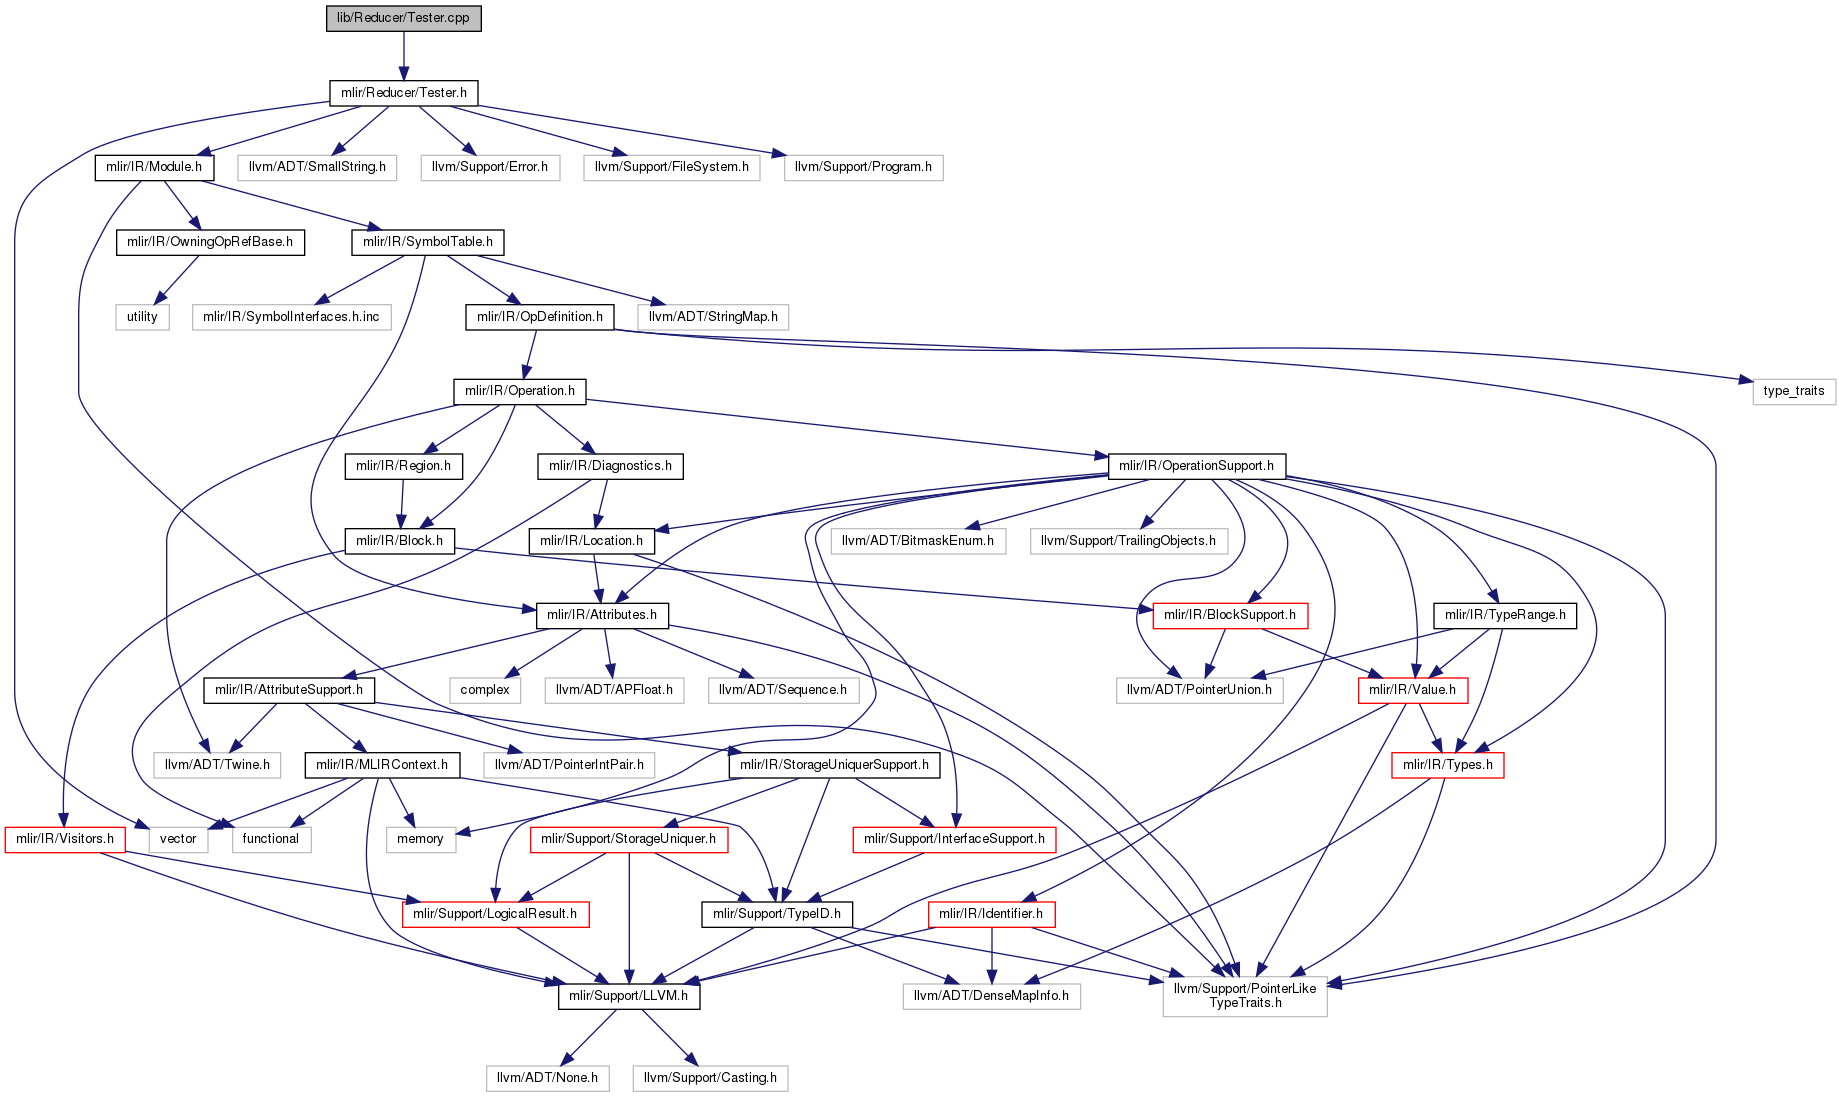 lib/Reducer/Tester.cpp
mlir/Reducer/Tester.h
mlir/IR/Module.h
llvm/ADT/SmallString.h
llvm/Support/Error.h
llvm/Support/FileSystem.h
llvm/Support/Program.h
mlir/IR/OwningOpRefBase.h
mlir/IR/SymbolTable.h
utility
mlir/IR/SymbolInterfaces.h.inc
mlir/IR/OpDefinition.h
llvm/ADT/StringMap.h
mlir/IR/Operation.h
type_traits
mlir/IR/Region.h
mlir/IR/Diagnostics.h
mlir/IR/OperationSupport.h
mlir/IR/Block.h
mlir/IR/Location.h
llvm/ADT/BitmaskEnum.h
llvm/Support/TrailingObjects.h
mlir/IR/Attributes.h
mlir/IR/BlockSupport.h
mlir/IR/TypeRange.h
mlir/IR/AttributeSupport.h
complex
llvm/ADT/APFloat.h
llvm/ADT/Sequence.h
llvm/ADT/PointerUnion.h
mlir/IR/Value.h
llvm/ADT/Twine.h
mlir/IR/MLIRContext.h
llvm/ADT/PointerIntPair.h
mlir/IR/StorageUniquerSupport.h
mlir/IR/Types.h
mlir/IR/Visitors.h
vector
functional
memory
mlir/Support/StorageUniquer.h
mlir/Support/InterfaceSupport.h
mlir/Support/LogicalResult.h
mlir/Support/TypeID.h
mlir/IR/Identifier.h
mlir/Support/LLVM.h
llvm/ADT/DenseMapInfo.h
llvm/Support/PointerLike
TypeTraits.h
llvm/ADT/None.h
llvm/Support/Casting.h